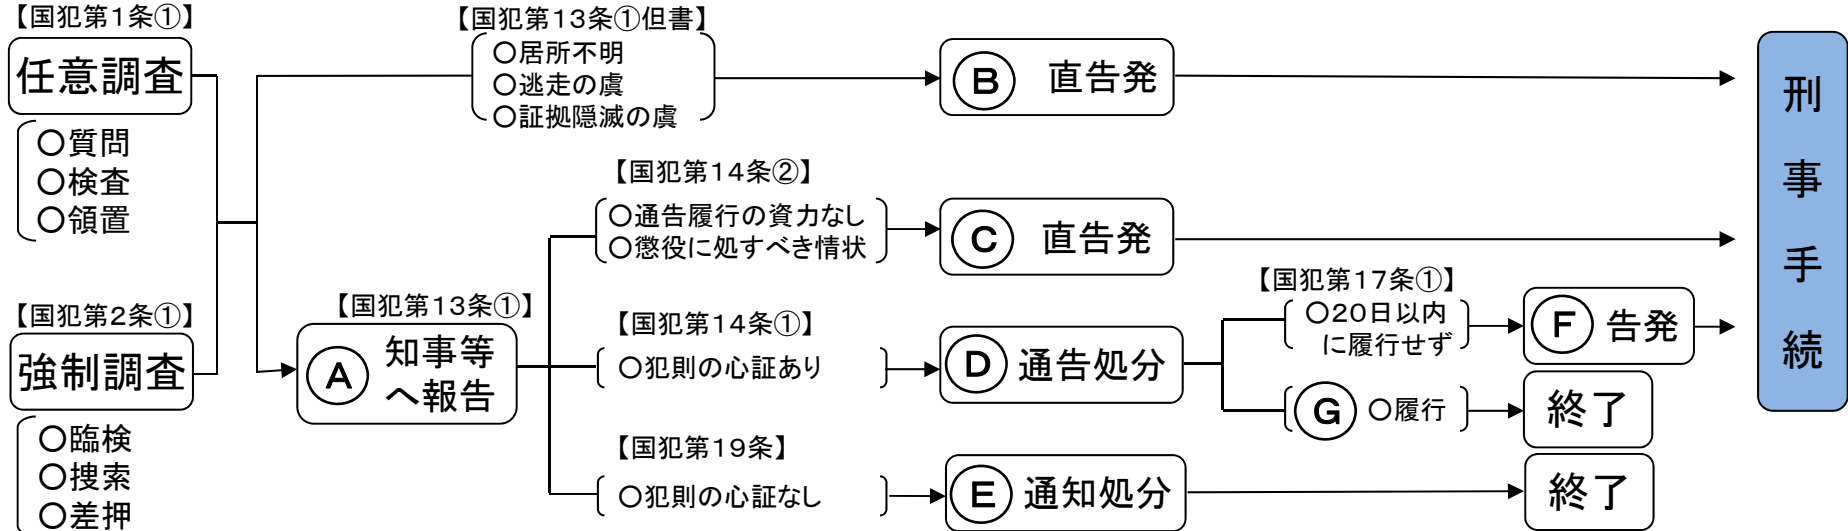 【国犯第1条①】
任意調査
○質問
○検査
○領置
【国犯第2条①】
強制調査
○臨検
○捜索
○差押
【国犯第13条①但書】
○居所不明
○逃走の虞
○証拠隠滅の虞
B 直告発
【国犯第13条①】
A 知事等
へ報告
【国犯第14条②】
○通告履行の資力なし
○懲役に処すべき情状
C 直告発
【国犯第14条①】
○犯則の心証あり
D 通告処分
【国犯第17条①】
○20日以内
に履行せず
F 告発
G ○履行
終了
【国犯第19条】
○犯則の心証なし
E 通知処分
終了
刑事手続